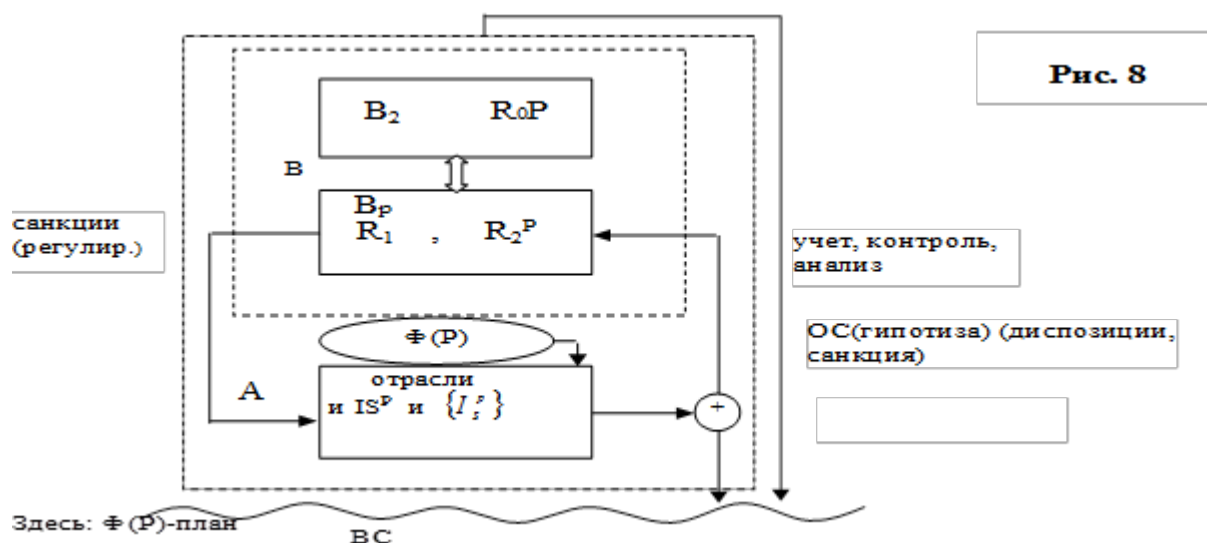 Рис. 8
B₂ R₀P
в
санкции
(регулир.)
Bₚ
R₁ , R₂ᴾ
учет, контроль,
анализ
Ф(Р)
ОС(гипотиза) (диспозиции,
санкция)
А
отрасли
и ISᴾ и {Iₛᴾ}
+
Здесь: Ф(Р)-план
ВС